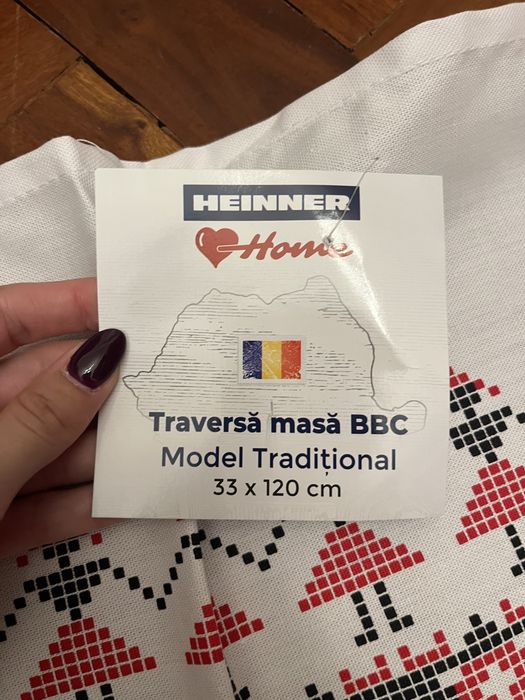 HEINNER
Home
Traversă masă BBC
Model Tradițional
33 x 120 cm